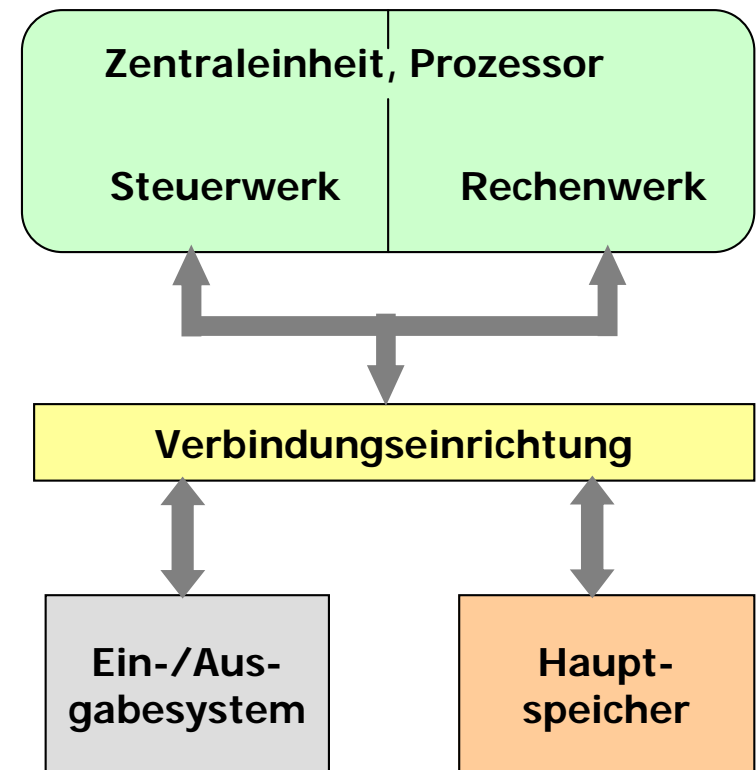 Zentraleinheit, Prozessor
Steuerwerk Rechenwerk
Verbindungseinrichtung
Ein-/Aus-
gabesystem
Haupt-
speicher